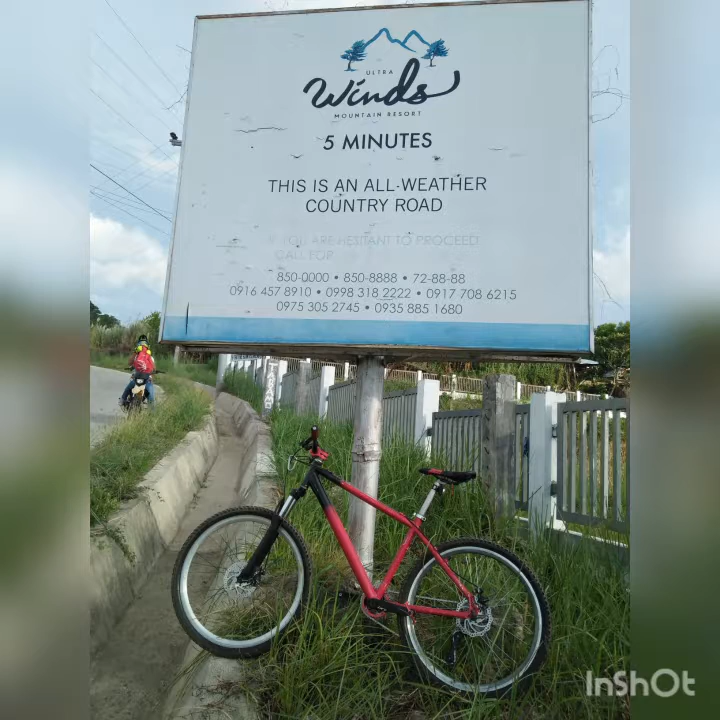 ULTRA
Winds
MOUNTAIN RESORT
5 MINUTES
THIS IS AN ALL-WEATHER
COUNTRY ROAD
IF YOU ARE HESITANT TO PROCEED
CALL FOR
850-0000 • 850-8888 • 72-88-88
0916 457 8910 • 0998 318 2222 • 0917 708 6215
0975 305 2745 • 0935 885 1680
InShOt